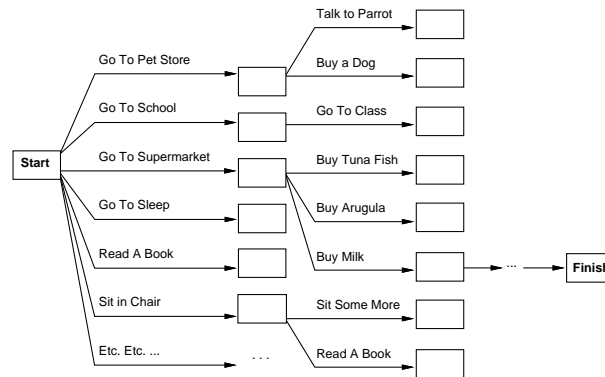 Talk to Parrot
Go To Pet Store
Buy a Dog
Go To School
Go To Class
Start
Go To Supermarket
Buy Tuna Fish
Go To Sleep
Buy Arugula
Read A Book
Buy Milk
...
Finish
Sit in Chair
Sit Some More
Etc. Etc. ...
. . .
Read A Book